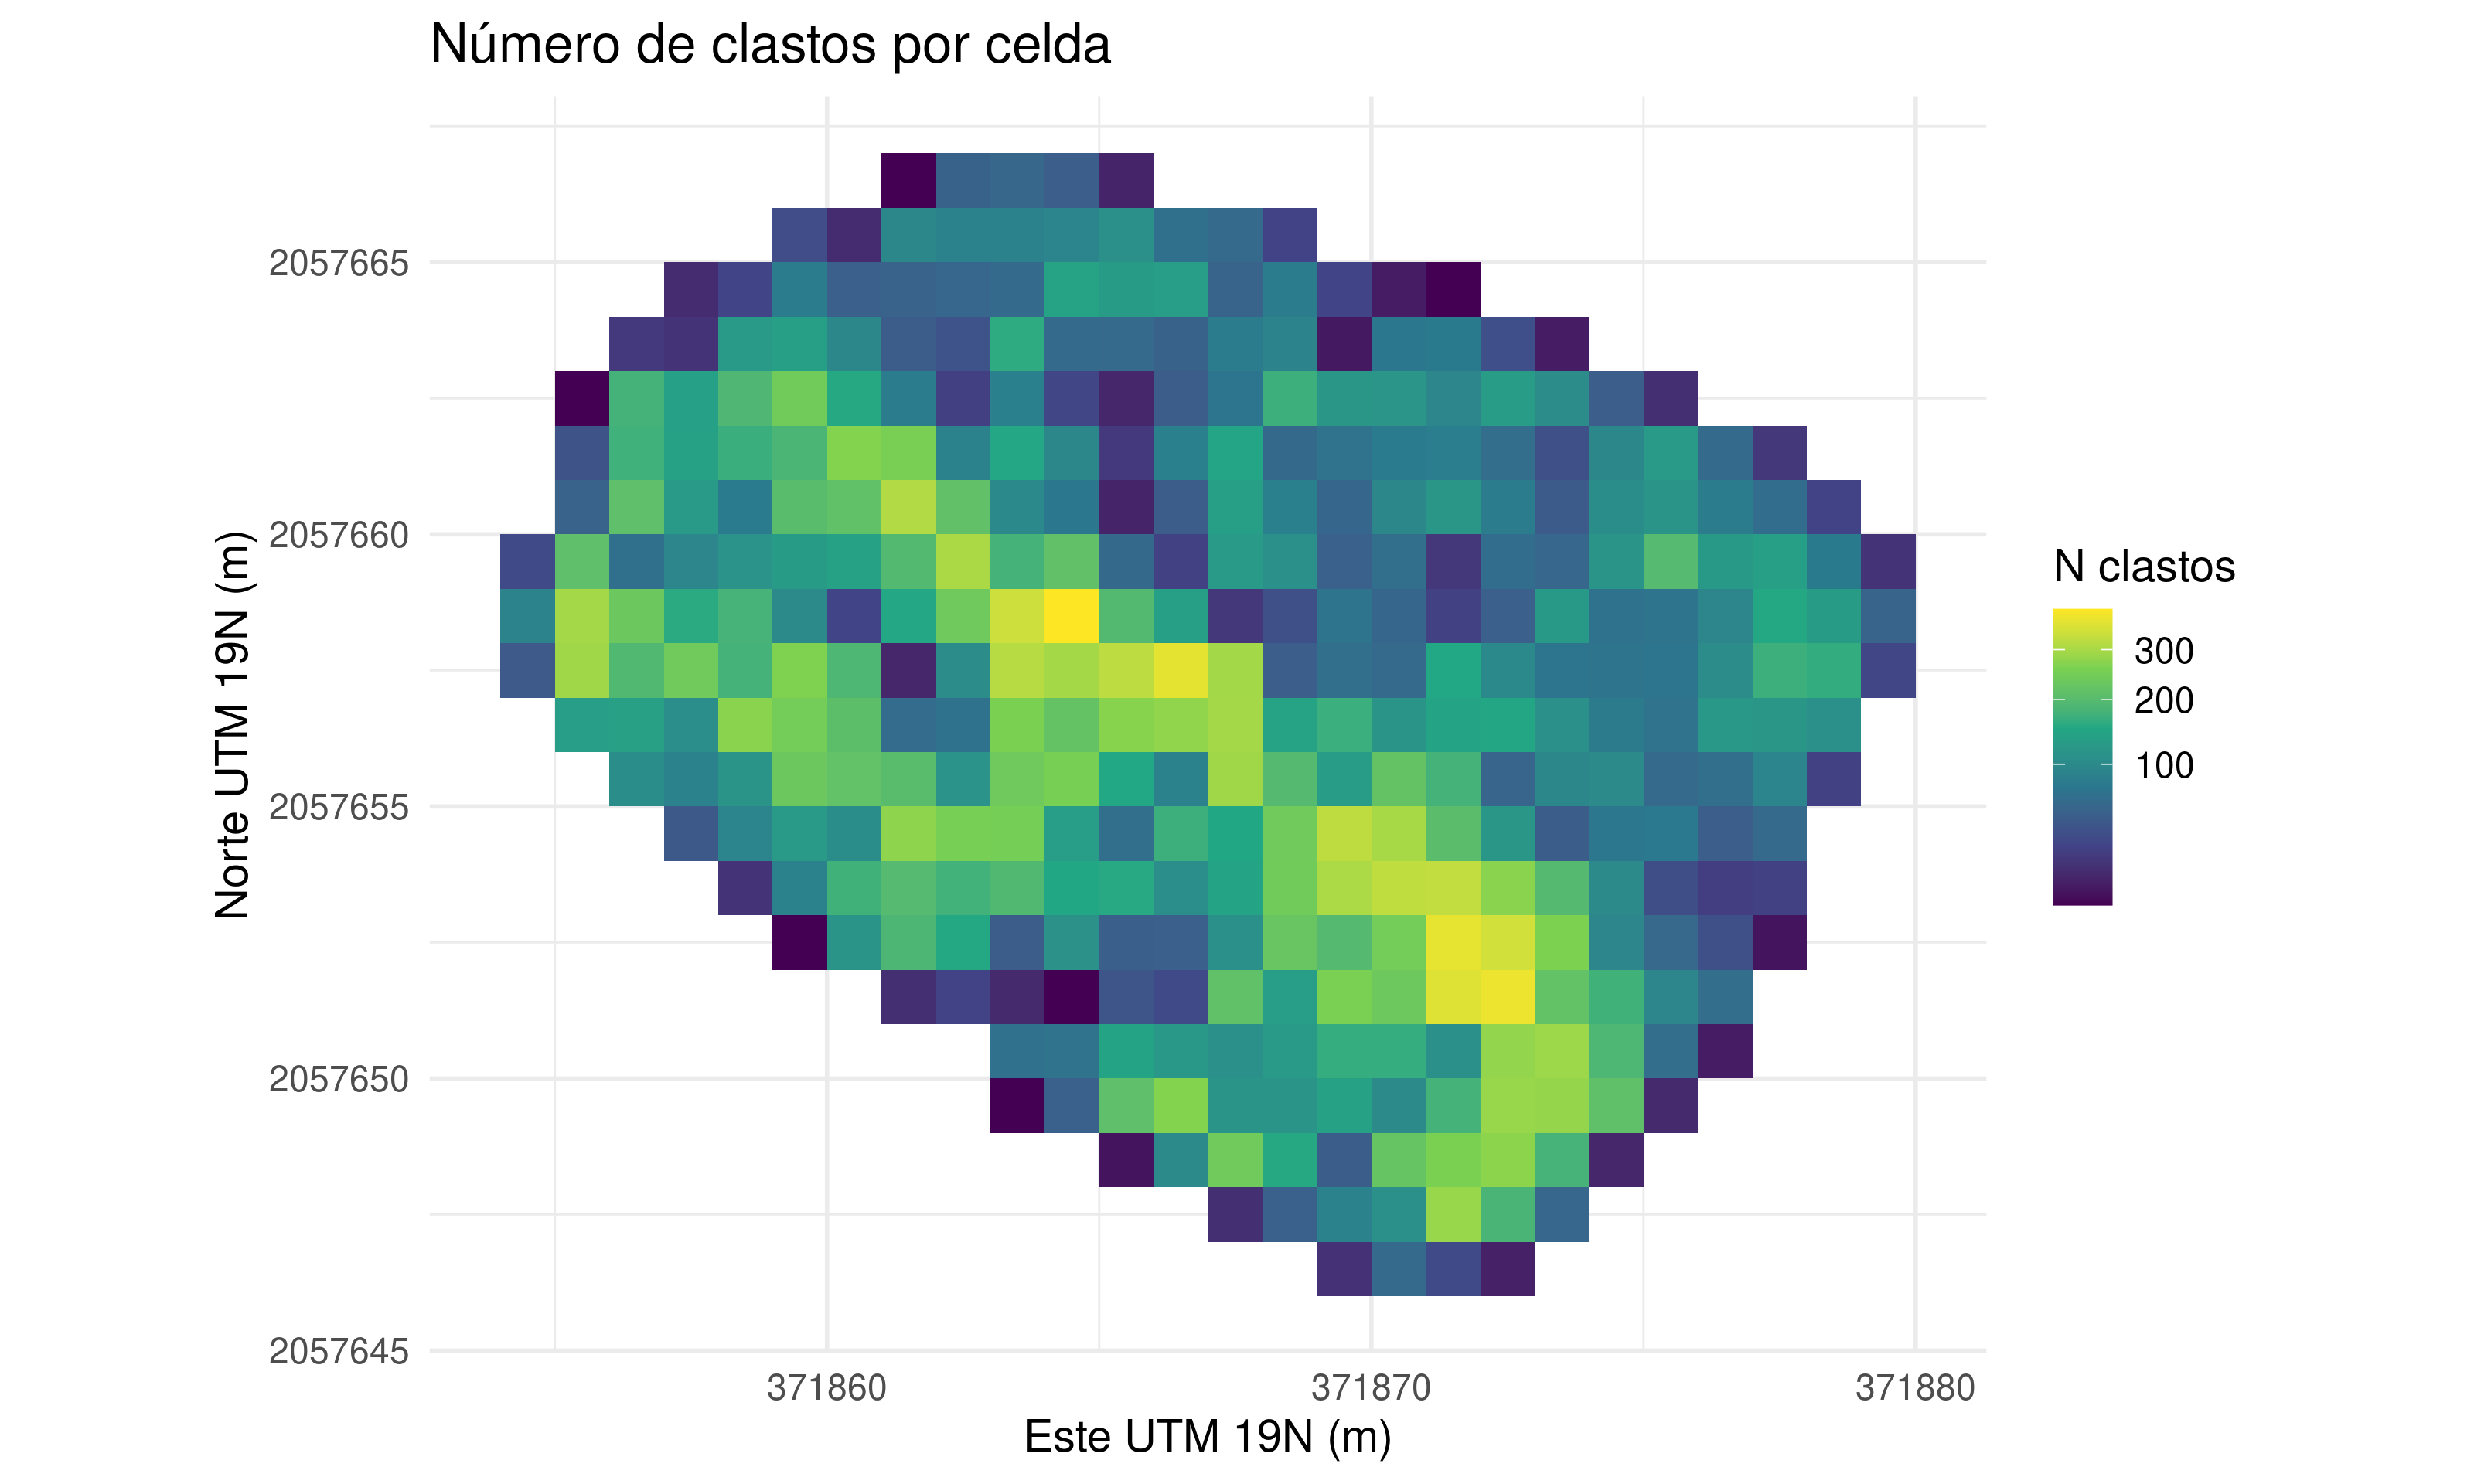 Número de clastos por celda
2057665
2057660
2057655
2057650
2057645
Norte UTM 19N (m)
371860
371870
371880
Este UTM 19N (m)
N clastos
300
200
100